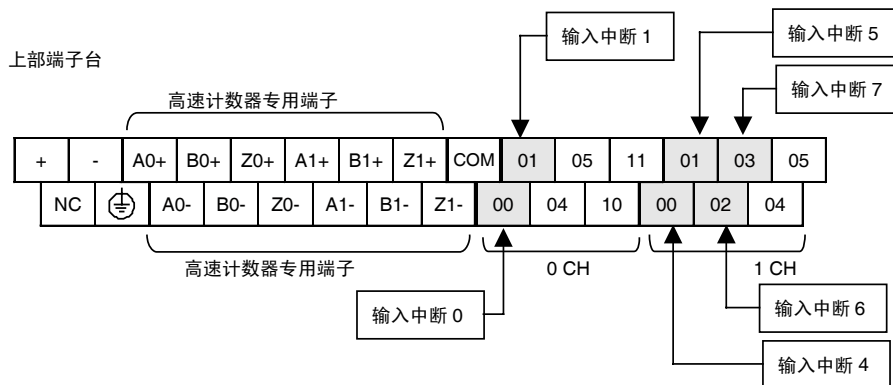 输入中断 1
输入中断 5
上部端子台
输入中断 7
高速计数器专用端子
+ - A0+ B0+ Z0+ A1+ B1+ Z1+ COM 01 05 11 01 03 05
NC A0- B0- Z0- A1- B1- Z1- 00 04 10 00 02 04
高速计数器专用端子
0 CH
1 CH
输入中断 0
输入中断 6
输入中断 4